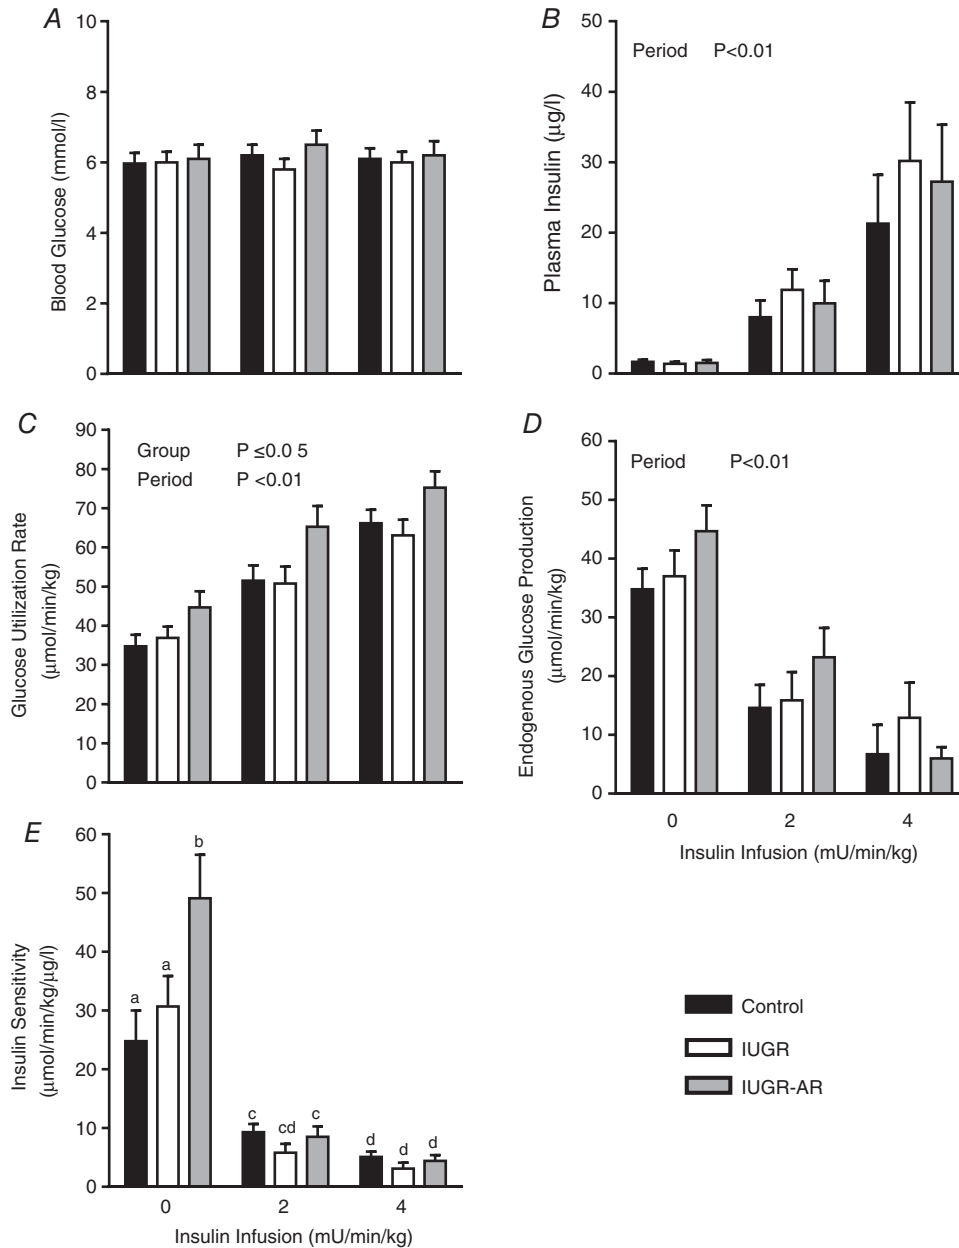 A
10
8
6
4
2
0
Blood Glucose (mmol/l)
B
50
40
30
20
10
0
Plasma Insulin (μg/l)
Period P<0.01
C
90
80
70
60
50
40
30
20
10
0
Glucose Utilization Rate
(μmol/min/kg)
Group P ≤0.0 5
Period P <0.01
D
60
50
40
30
20
10
0
Endogenous Glucose Production
(μmol/min/kg)
Period P<0.01
0 2 4
Insulin Infusion (mU/min/kg)
E
60
50
40
30
20
10
0
Insulin Sensitivity
(μmol/min/kg/μg/l)
a a b
c cd c
d d d
0 2 4
Insulin Infusion (mU/min/kg)
Control
IUGR
IUGR-AR